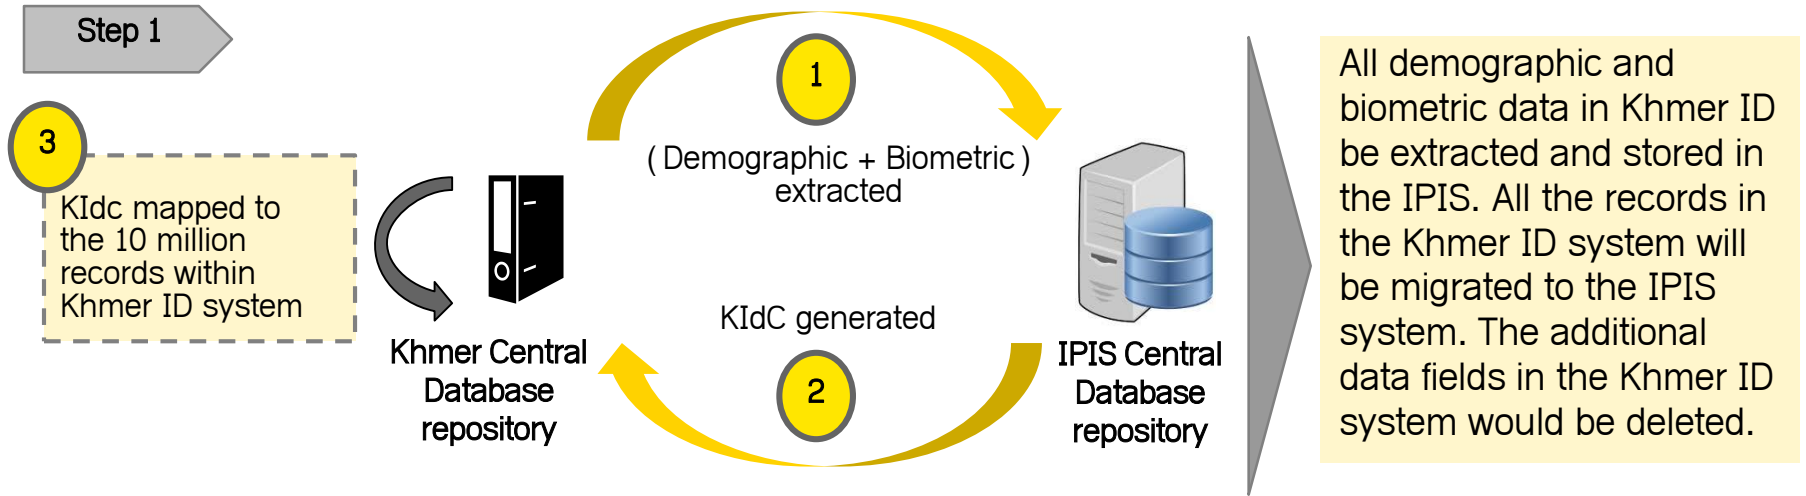 Step 1
3
KIdc mapped to
the 10 million
records within
Khmer ID system
1
(Demographic + Biometric)
extracted
KIdC generated
2
Khmer Central
Database
repository
IPIS Central
Database
repository
All demographic and
biometric data in Khmer ID
be extracted and stored in
the IPIS. All the records in
the Khmer ID system will
be migrated to the IPIS
system. The additional
data fields in the Khmer ID
system would be deleted.